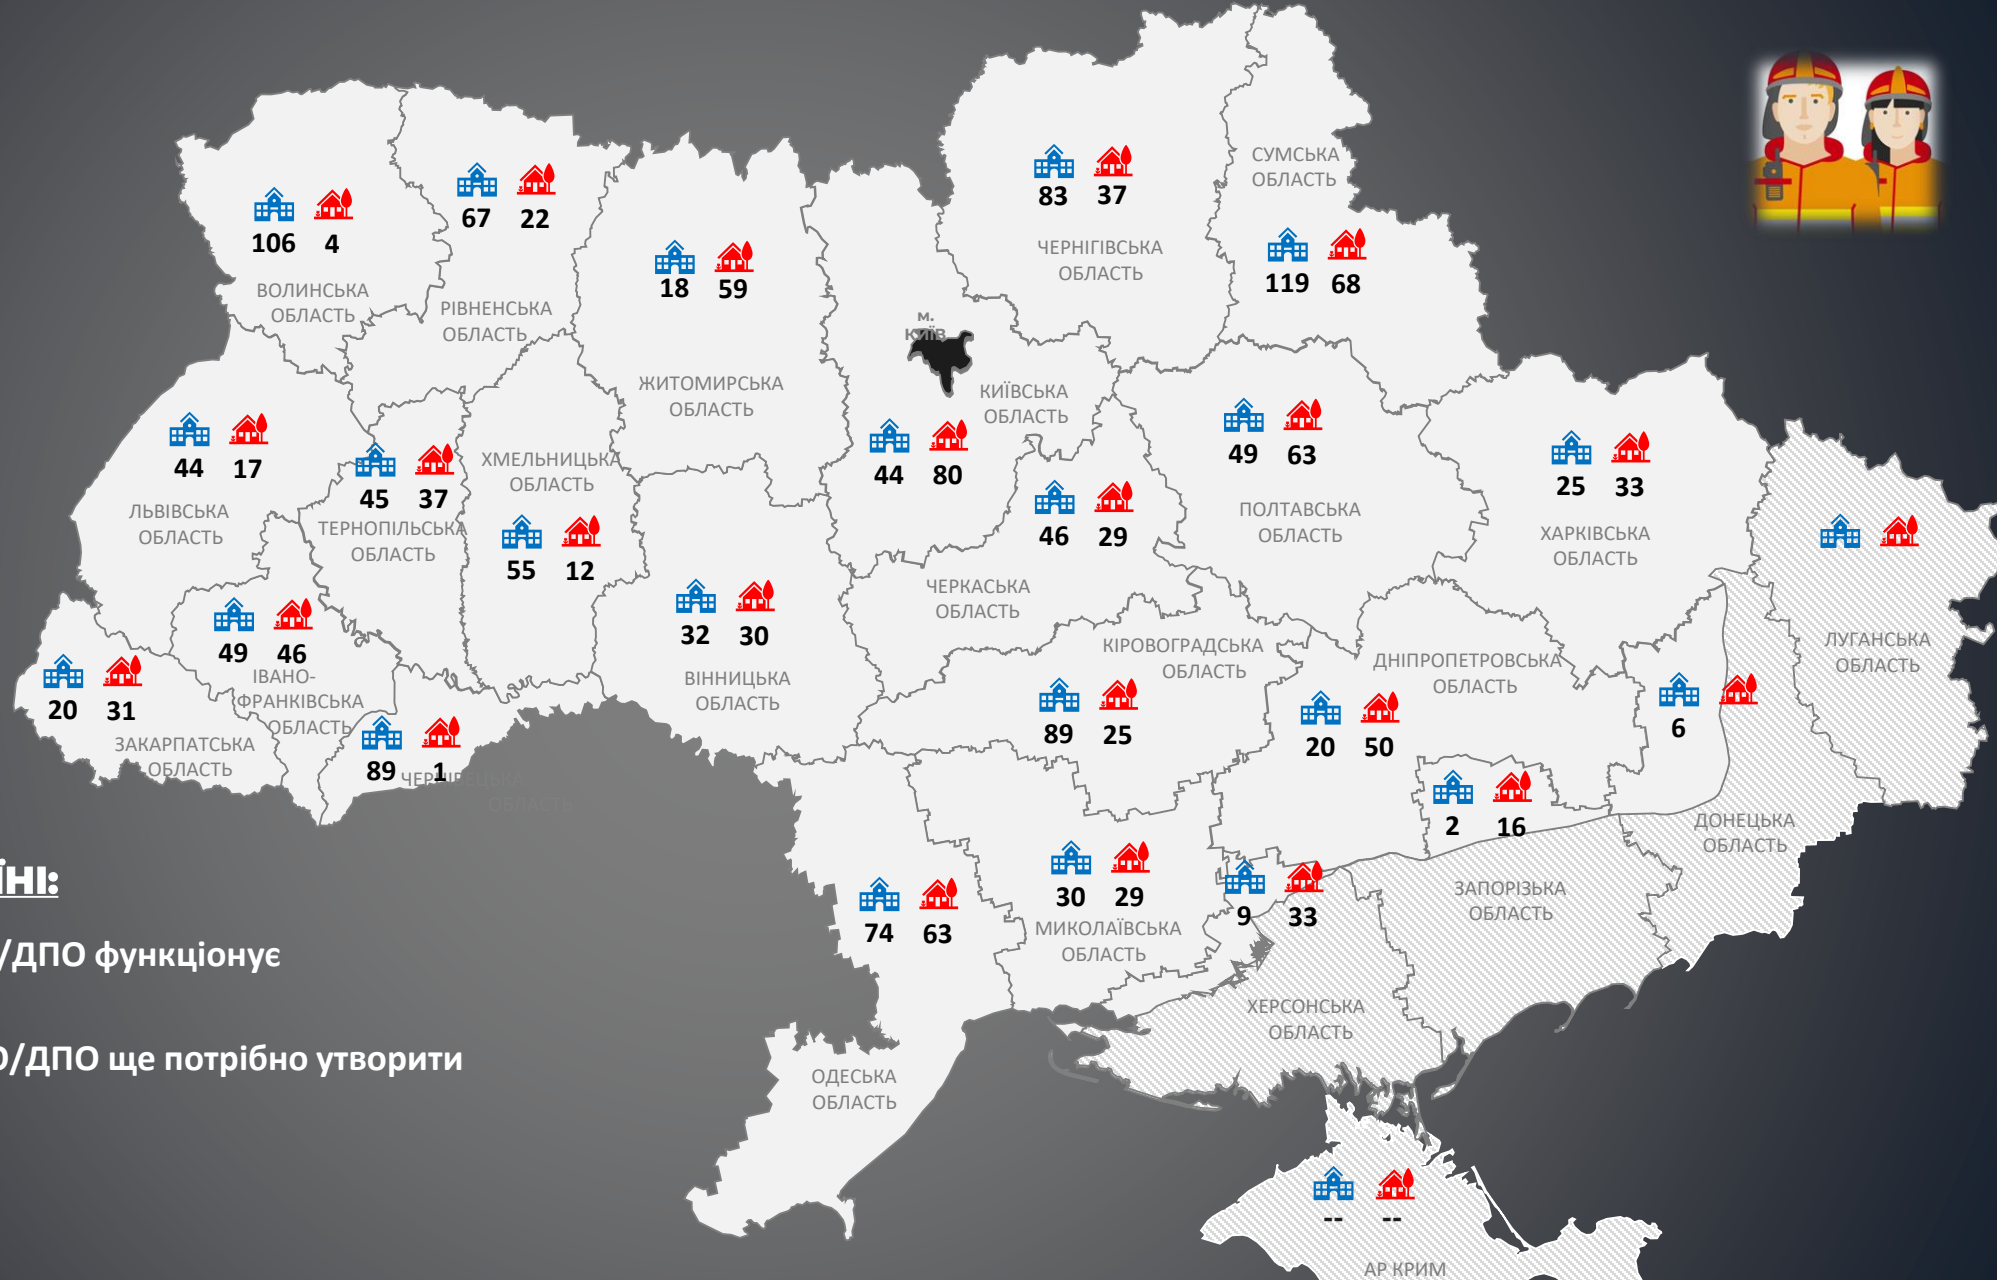 83 37
СУМСЬКА
ОБЛАСТЬ
106 4
67 22
ЧЕРНІГІВСЬКА
ОБЛАСТЬ
119 68
18 59
ВОЛИНСЬКА
ОБЛАСТЬ
РІВНЕНСЬКА
ОБЛАСТЬ
м.
КИЇВ
ЖИТОМИРСЬКА
ОБЛАСТЬ
КИЇВСЬКА
ОБЛАСТЬ
44 17
45 37
ХМЕЛЬНИЦЬКА
ОБЛАСТЬ
44 80
49 63
25 33
ЛЬВІВСЬКА
ОБЛАСТЬ
ТЕРНОПІЛЬСЬКА
ОБЛАСТЬ
55 12
46 29
ПОЛТАВСЬКА
ОБЛАСТЬ
ХАРКІВСЬКА
ОБЛАСТЬ
ЧЕРКАСЬКА
ОБЛАСТЬ
32 30
49 46
ІВАНО-
ФРАНКІВСЬКА
ОБЛАСТЬ
ВІННИЦЬКА
ОБЛАСТЬ
КІРОВОГРАДСЬКА
ОБЛАСТЬ
ДНІПРОПЕТРОВСЬКА
ОБЛАСТЬ
ЛУГАНСЬКА
ОБЛАСТЬ
20 31
ЗАКАРПАТСЬКА
ОБЛАСТЬ
89 1
ЧЕРНІВЕЦЬКА
ОБЛАСТЬ
89 25
20 50
6
2 16
ДОНЕЦЬКА
ОБЛАСТЬ
ЇНІ:
74 63
30 29
МИКОЛАЇВСЬКА
ОБЛАСТЬ
9 33
ЗАПОРІЗЬКА
ОБЛАСТЬ
/ДПО функціонує
ХЕРСОНСЬКА
ОБЛАСТЬ
О/ДПО ще потрібно утворити
ОДЕСЬКА
ОБЛАСТЬ
-- --
АР КРИМ